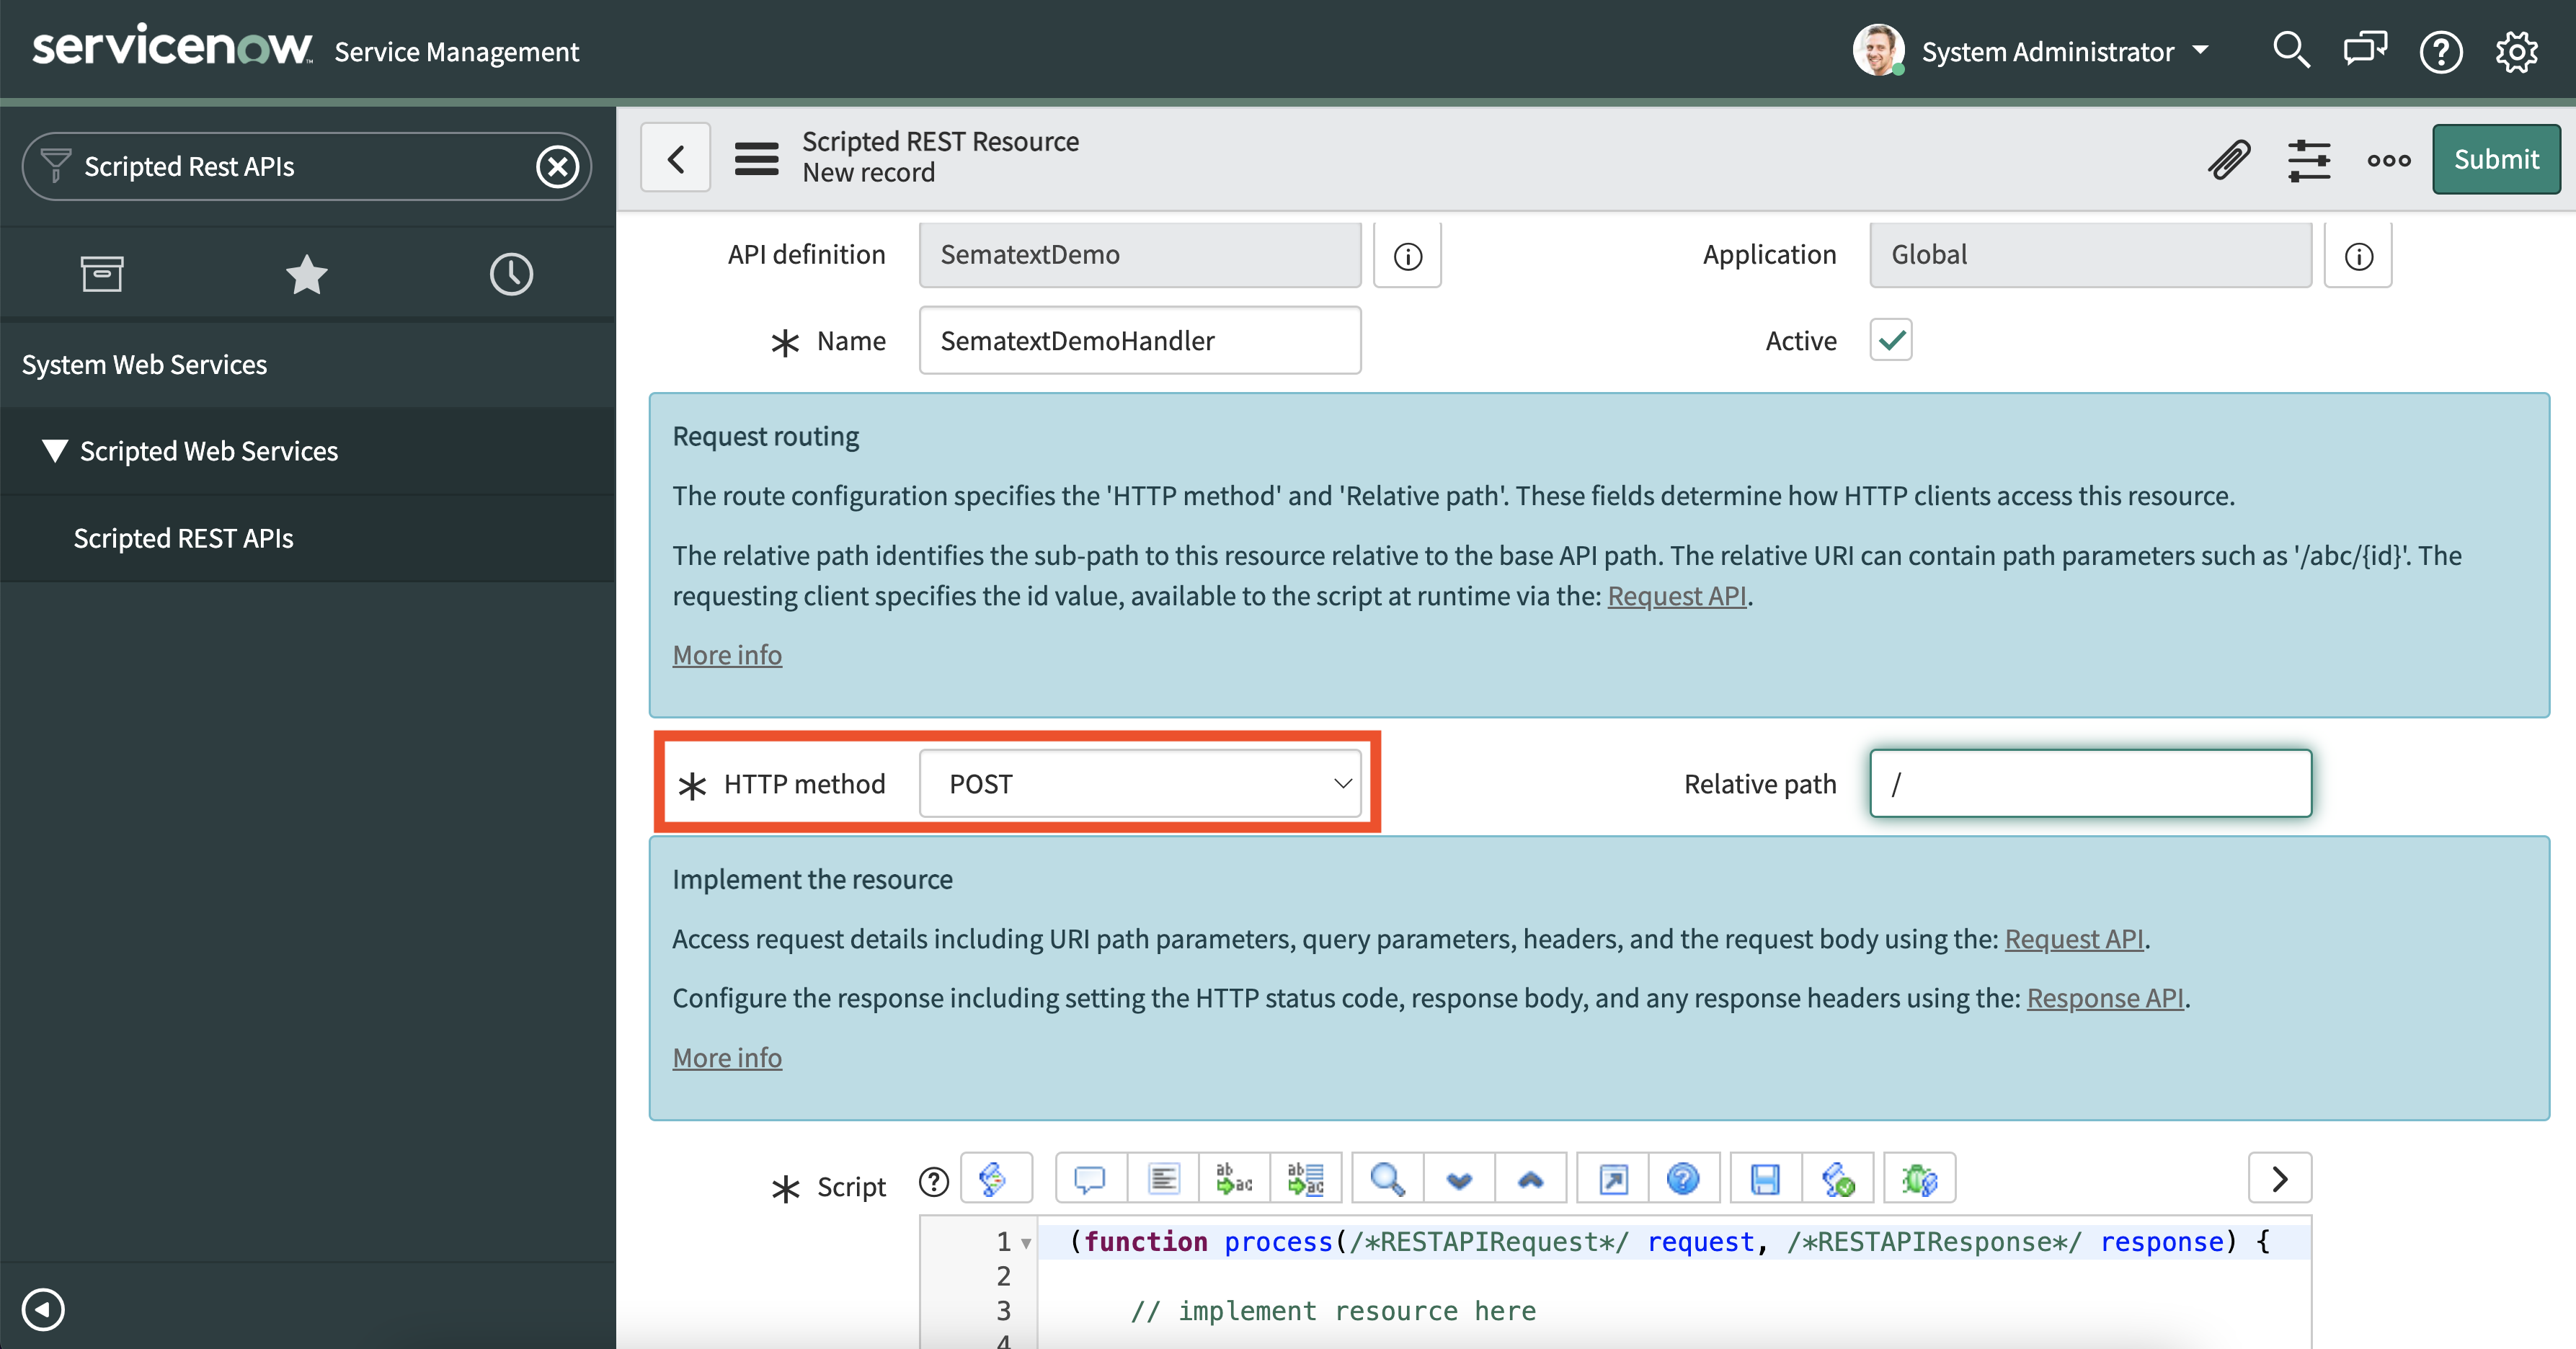 servicenow™ Service Management
System Administrator
Scripted Rest APIs
System Web Services
Scripted Web Services
Scripted REST APIs
Scripted REST Resource
New record
Submit
API definition SematextDemo
Application Global
* Name SematextDemoHandler
Active
Request routing
The route configuration specifies the 'HTTP method' and 'Relative path'. These fields determine how HTTP clients access this resource.
The relative path identifies the sub-path to this resource relative to the base API path. The relative URI can contain path parameters such as '/abc/{id}'. The
requesting client specifies the id value, available to the script at runtime via the: Request API.
More info
* HTTP method POST
Relative path /
Implement the resource
Access request details including URI path parameters, query parameters, headers, and the request body using the: Request API.
Configure the response including setting the HTTP status code, response body, and any response headers using the: Response API.
More info
* Script
1 (function process(/*RESTAPIRequest*/ request, /*RESTAPIResponse*/ response) {
2
3 // implement resource here
4